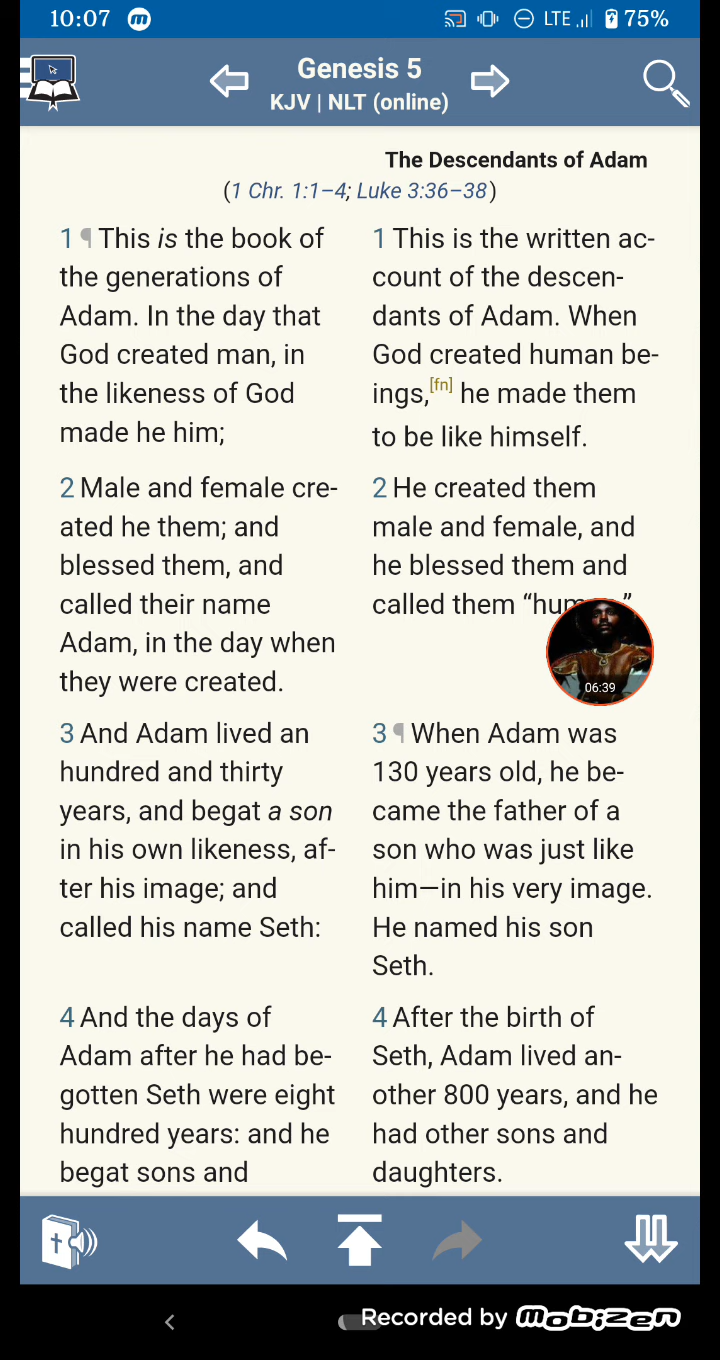 10:07 LTE 75%
Genesis 5
KJV | NLT (online)
The Descendants of Adam
(1 Chr. 1:1–4; Luke 3:36–38)
1 ¶ This is the book of
the generations of
Adam. In the day that
God created man, in
the likeness of God
made he him;
2 Male and female cre-
ated he them; and
blessed them, and
called their name
Adam, in the day when
they were created.
3 And Adam lived an
hundred and thirty
years, and begat a son
in his own likeness, af-
ter his image; and
called his name Seth:
4 And the days of
Adam after he had be-
gotten Seth were eight
hundred years: and he
begat sons and
1 This is the written ac-
count of the descen-
dants of Adam. When
God created human be-
ings,[fn] he made them
to be like himself.
2 He created them
male and female, and
he blessed them and
called them “
06:39
3 ¶ When Adam was
130 years old, he be-
came the father of a
son who was just like
him—in his very image.
He named his son
Seth.
4 After the birth of
Seth, Adam lived an-
other 800 years, and he
had other sons and
daughters.
Recorded by mobizen